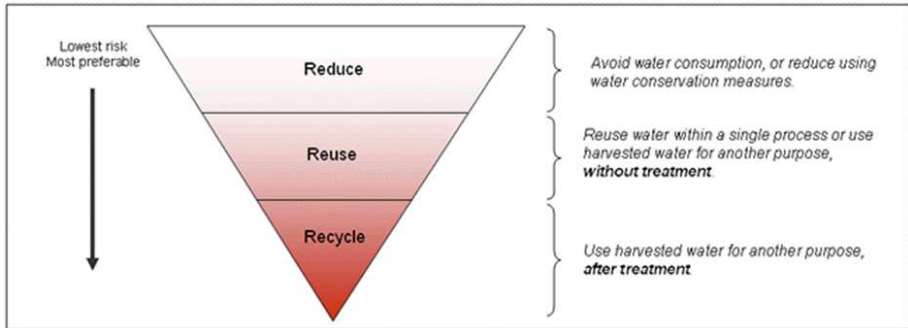 Lowest risk
Most preferable
Reduce
Avoid water consumption, or reduce using
water conservation measures.
Reuse
Reuse water within a single process or use
harvested water for another purpose,
without treatment.
Recycle
Use harvested water for another purpose,
after treatment.